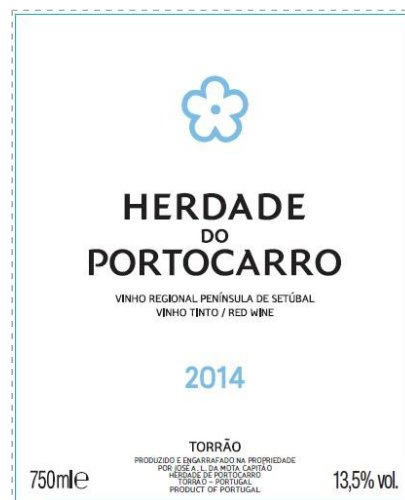 HERDADE
DO
PORTOCARRO
VINHO REGIONAL PENÍNSULA DE SETÚBAL
VINHO TINTO / RED WINE
2014
TORRÃO
PRODUZIDO E ENGARRAFADO NA PROPRIEDADE
POR JOSÉ A. L. DA MOTA CAPITÃO
HERDADE DE PORTOCARRO
TORRÃO – PORTUGAL
PRODUCT OF PORTUGAL
750ml e
13,5% vol.